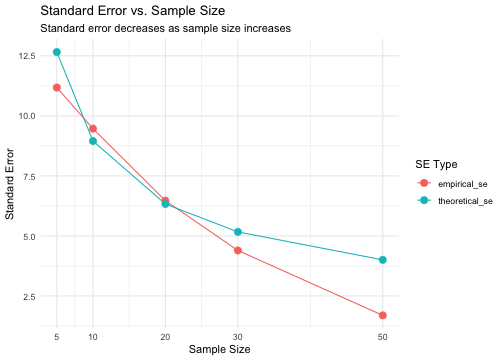 Standard Error vs. Sample Size
Standard error decreases as sample size increases
12.5
10.0
7.5
5.0
2.5
Standard Error
5 10 20 30 50
Sample Size
SE Type
empirical_se
theoretical_se